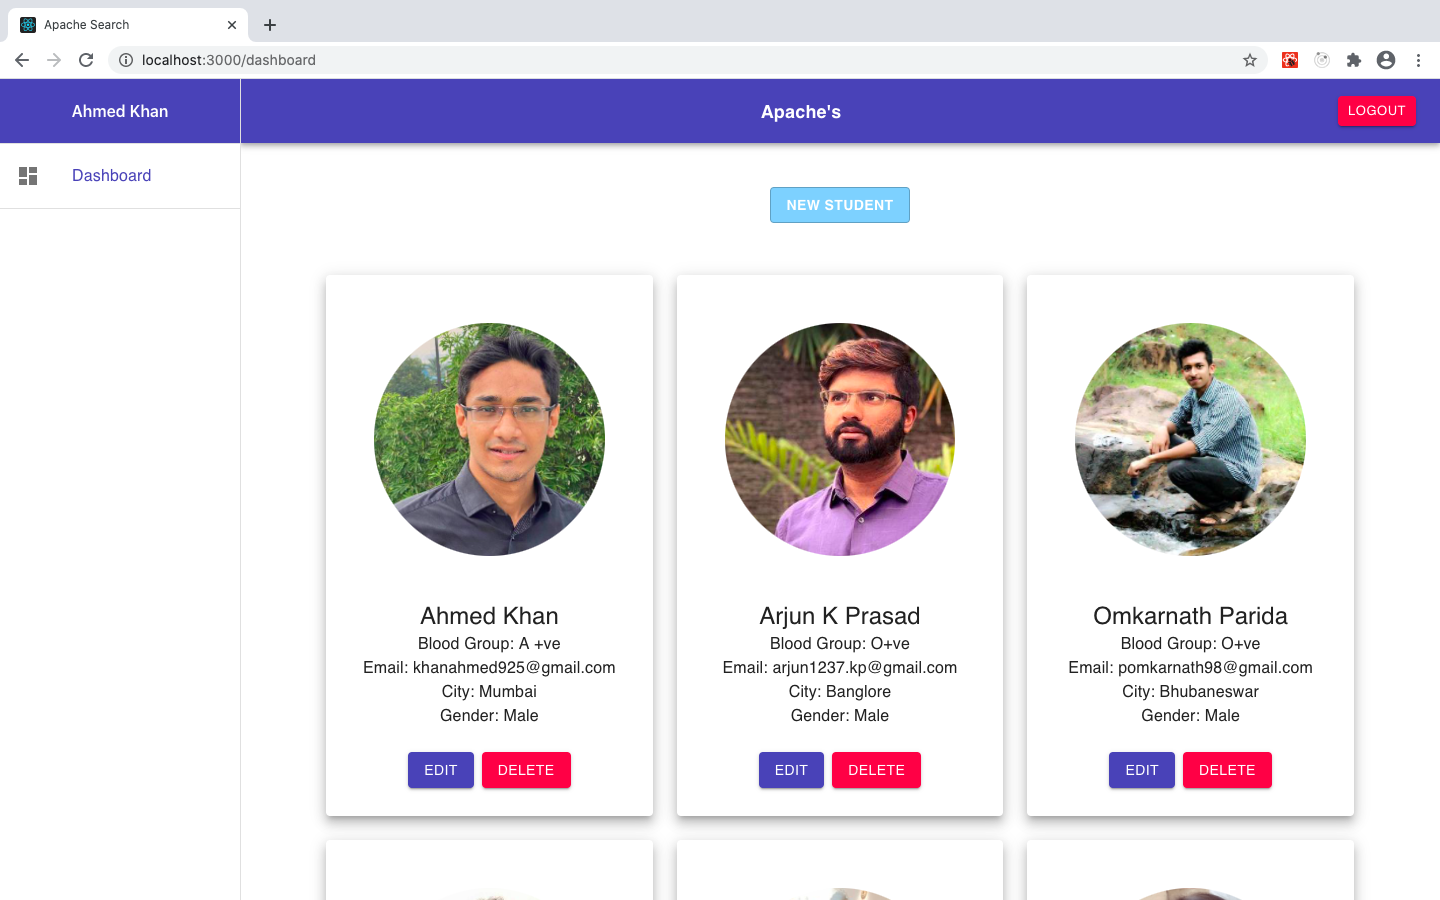 Apache Search
localhost:3000/dashboard
Ahmed Khan
Apache's
LOGOUT
Dashboard
NEW STUDENT
Ahmed Khan
Blood Group: A +ve
Email: khanahmed925@gmail.com
City: Mumbai
Gender: Male
EDIT DELETE
Arjun K Prasad
Blood Group: O+ve
Email: arjun1237.kp@gmail.com
City: Banglore
Gender: Male
EDIT DELETE
Omkarnath Parida
Blood Group: O+ve
Email: pomkarnath98@gmail.com
City: Bhubaneswar
Gender: Male
EDIT DELETE